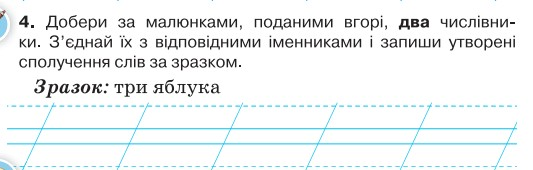 4. Добери за малюнками, поданими вгорі, два числівни-
ки. З’єднай їх з відповідними іменниками і запиши утворені
сполучення слів за зразком.
Зразок: три яблука